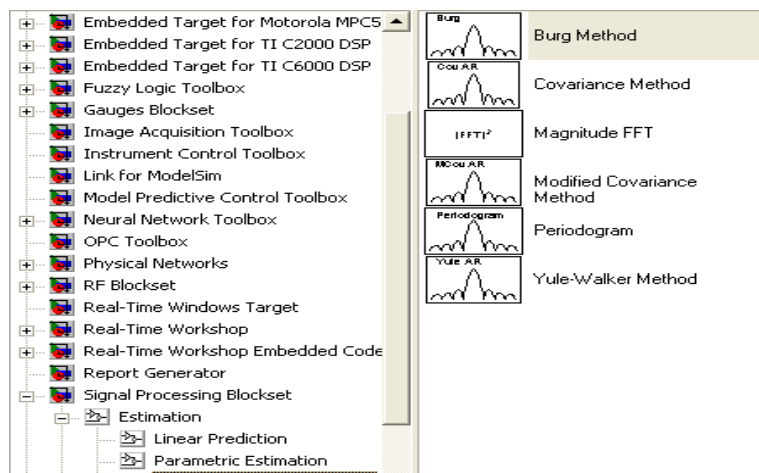 Embedded Target for Motorola MPC5
Embedded Target for TI C2000 DSP
Embedded Target for TI C6000 DSP
Fuzzy Logic Toolbox
Gauges Blockset
Image Acquisition Toolbox
Instrument Control Toolbox
Link for ModelSim
Model Predictive Control Toolbox
Neural Network Toolbox
OPC Toolbox
Physical Networks
RF Blockset
Real-Time Windows Target
Real-Time Workshop
Real-Time Workshop Embedded Code
Report Generator
Signal Processing Blockset
Estimation
Linear Prediction
Parametric Estimation
Burg
Burg Method
Cov AR
Covariance Method
|FFT|²
Magnitude FFT
MCov AR
Modified Covariance
Method
Periodogram
Periodogram
Yule AR
Yule-Walker Method